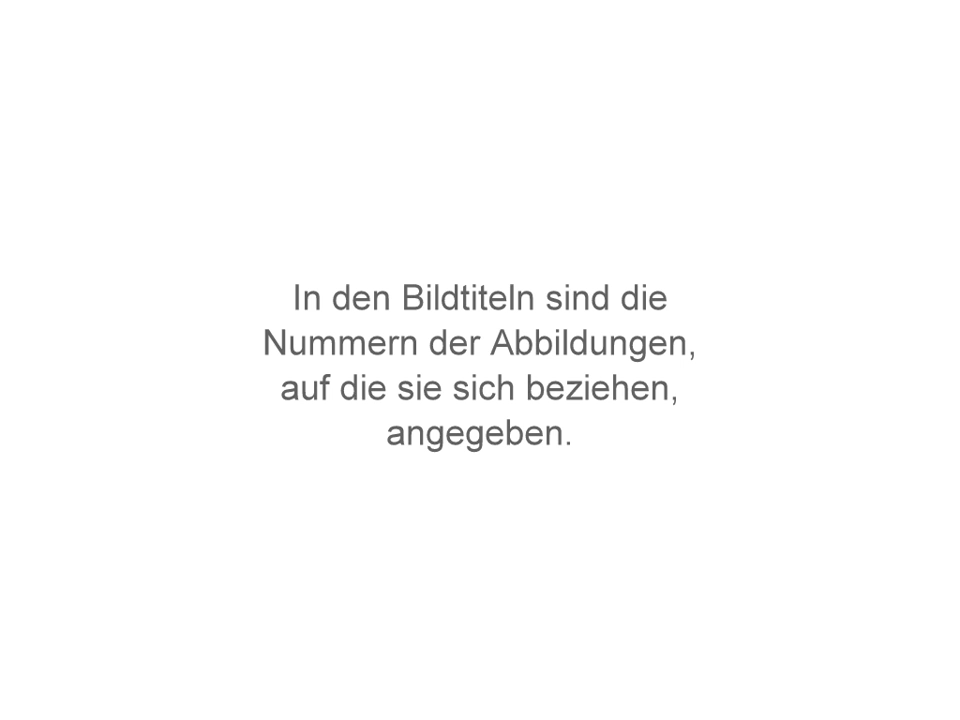 In den Bildtiteln sind die
Nummern der Abbildungen,
auf die sie sich beziehen,
angegeben.